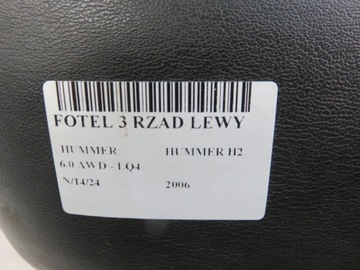 FOTEL 3 RZAD LEWY
HUMMER HUMMER H2
6.0 AWD - LQ4
N/14/24 2006